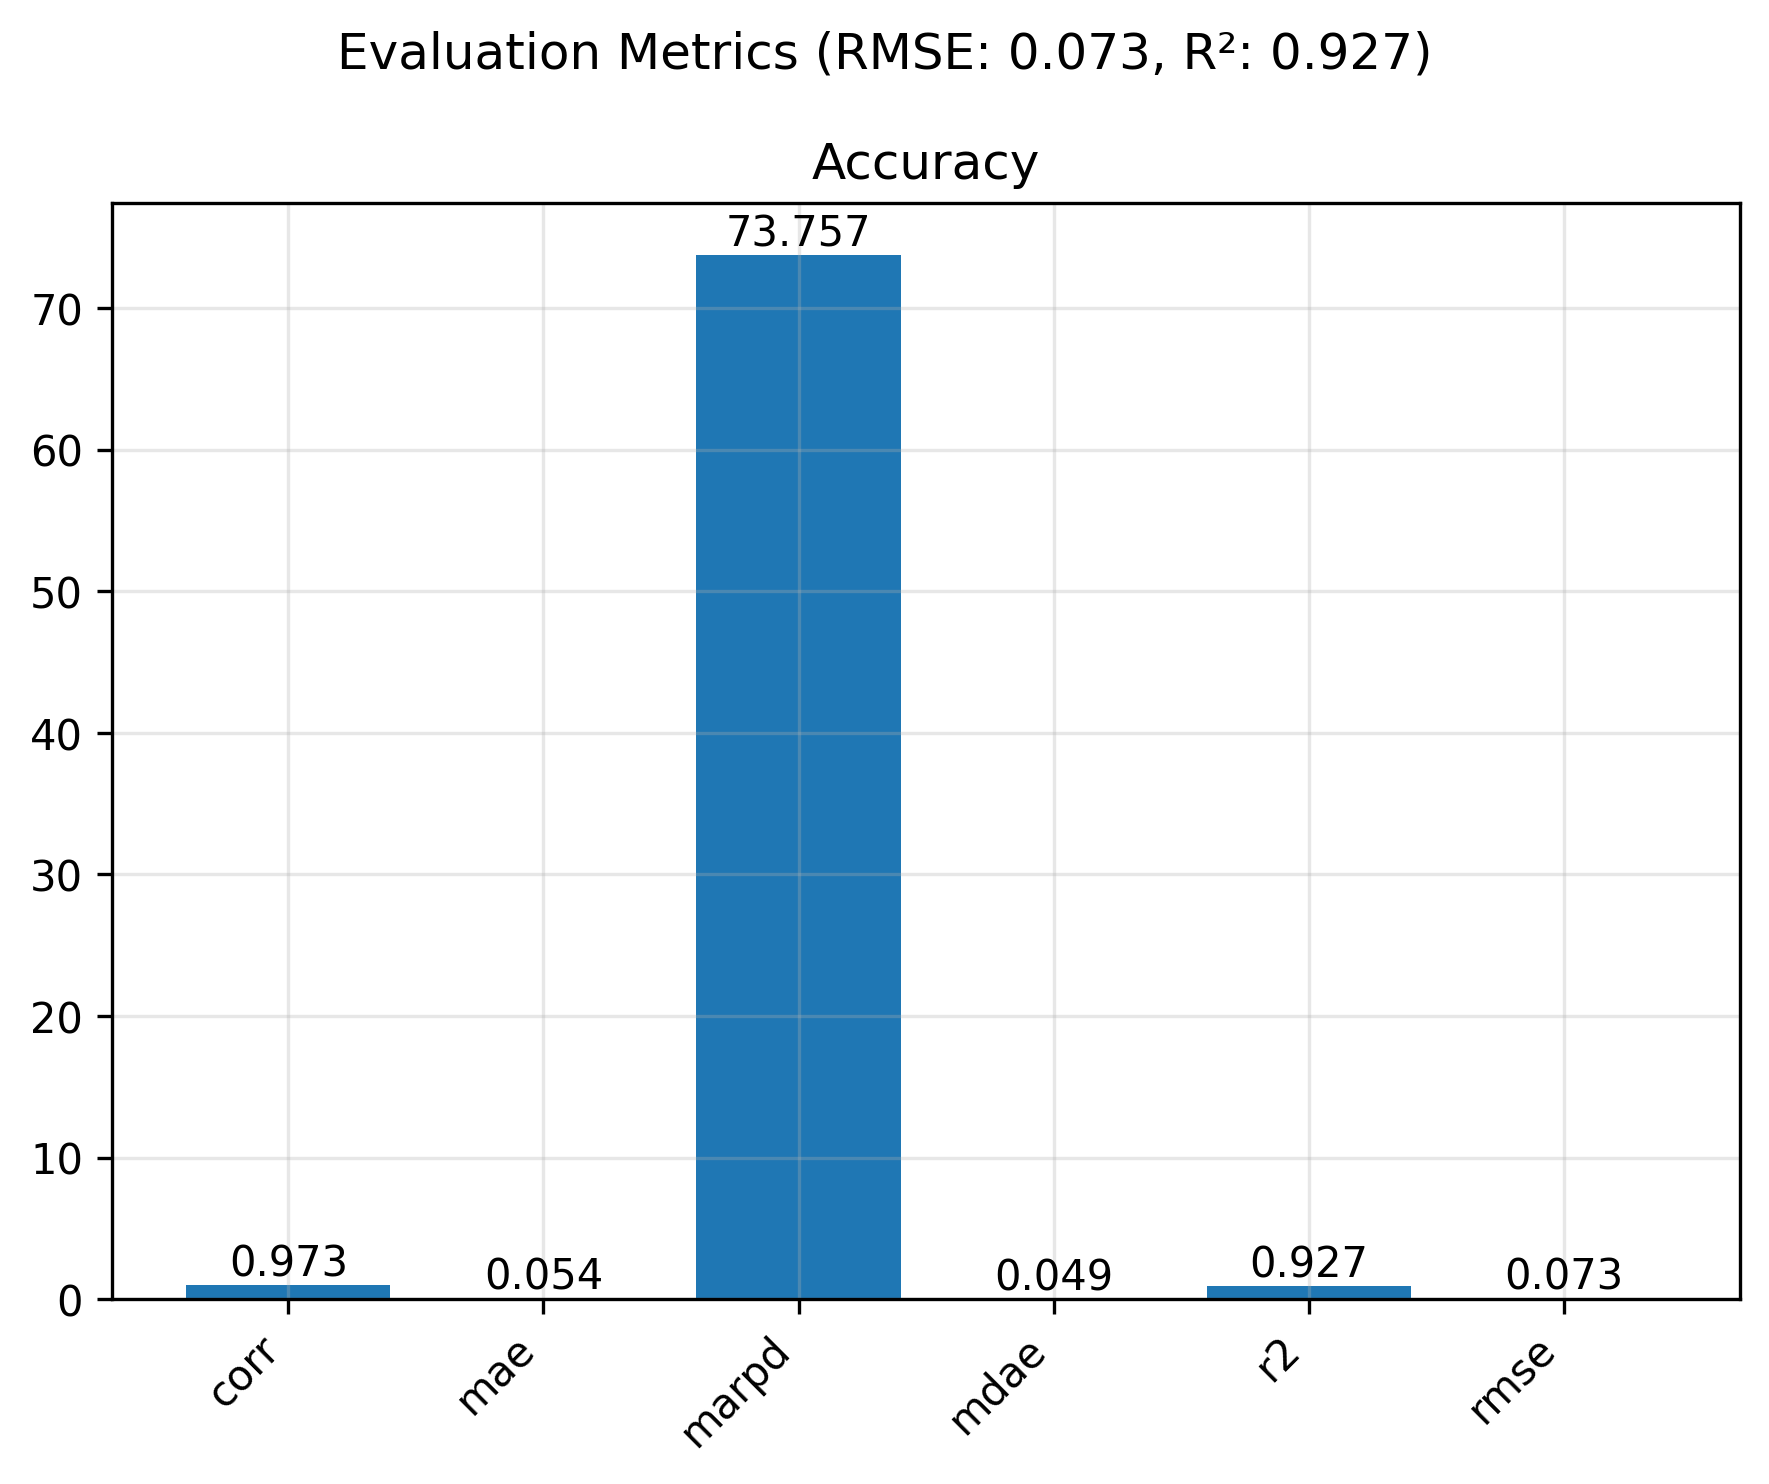 Evaluation Metrics (RMSE: 0.073, R²: 0.927)
Accuracy
73.757
70
60
50
40
30
20
10
0
0.973
0.054
0.049
0.927
0.073
corr
mae
marpd
mdae
r2
rmse